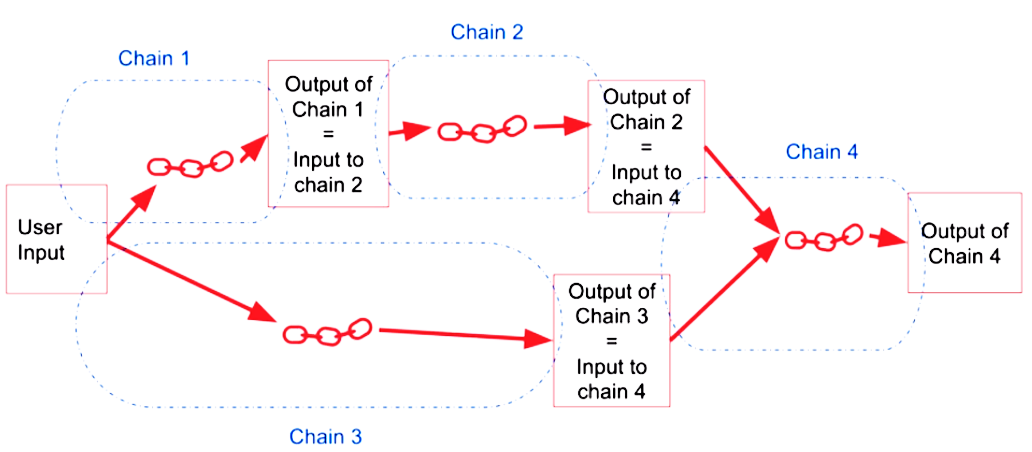 Chain 1
Chain 2
Output of
Chain 1
=
Input to
chain 2
Output of
Chain 2
=
Input to
chain 4
Chain 4
User
Input
Output of
Chain 4
Output of
Chain 3
=
Input to
chain 4
Chain 3